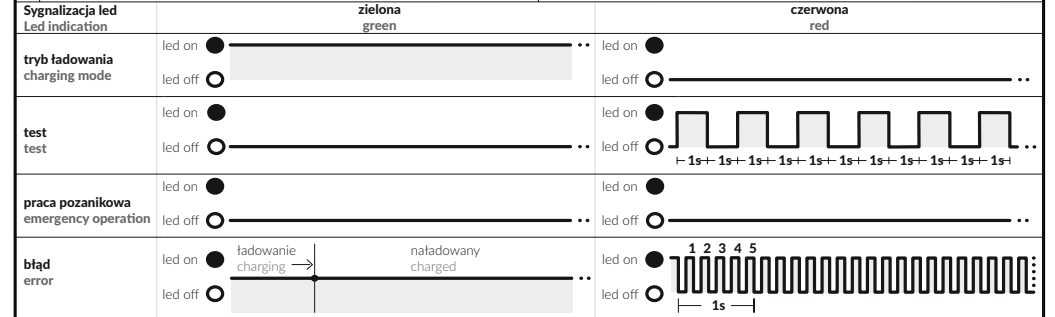 Sygnalizacja led
Led indication
zielona
green
czerwona
red
tryb ładowania
charging mode
led on
led off
led on
led off
test
test
led on
led off
led on
led off
1s 1s 1s 1s 1s 1s 1s 1s 1s 1s 1s
praca pozanikowa
emergency operation
led on
led off
led on
led off
błąd
error
led on
led off
ładowanie
charging
naładowany
charged
led on
led off
1 2 3 4 5
1s